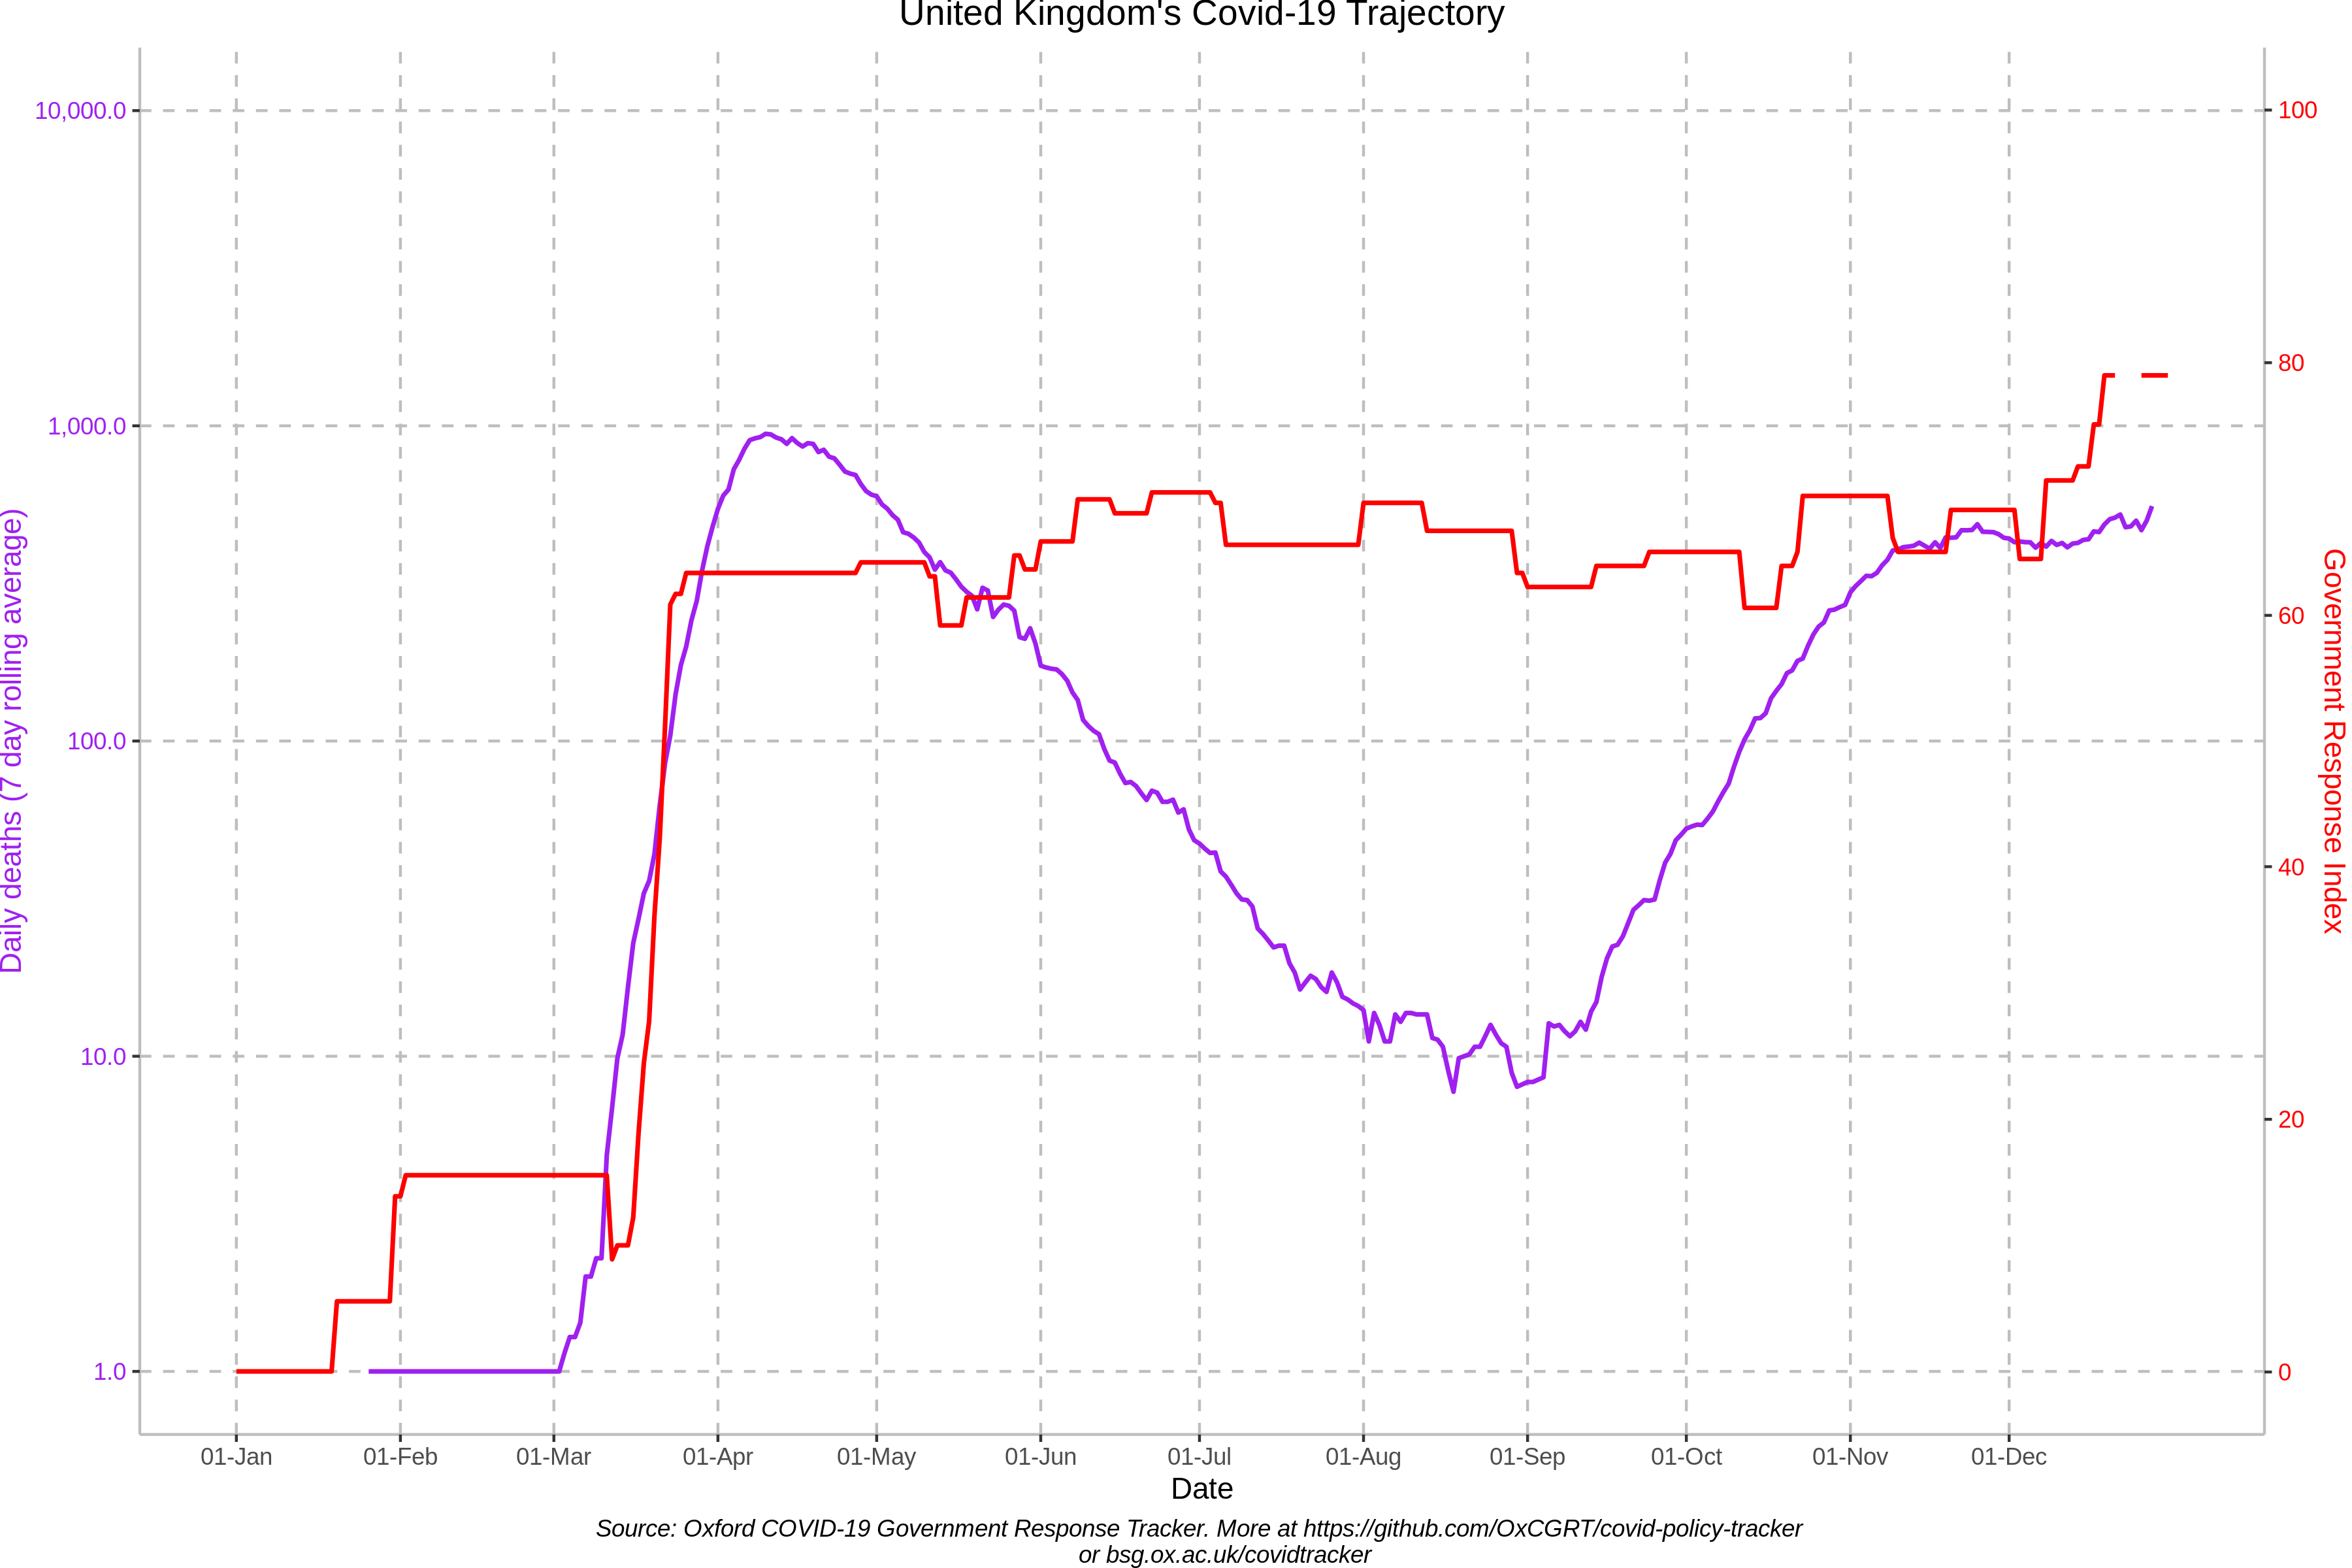 United Kingdom's Covid-19 Trajectory
10,000.0
1,000.0
100.0
10.0
1.0
Daily deaths (7 day rolling average)
100
80
60
40
20
0
Government Response Index
01-Jan 01-Feb 01-Mar 01-Apr 01-May 01-Jun 01-Jul 01-Aug 01-Sep 01-Oct 01-Nov 01-Dec
Date
Source: Oxford COVID-19 Government Response Tracker. More at https://github.com/OxCGRT/covid-policy-tracker
or bsg.ox.ac.uk/covidtracker